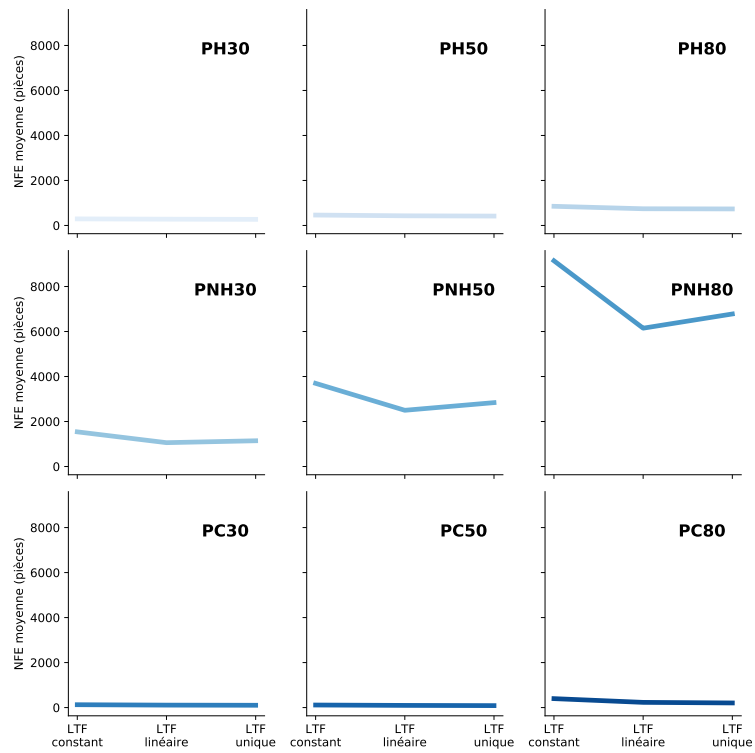 PH30
PH50
PH80
NFE moyenne (pièces)
8000
6000
4000
2000
0
PNH30
PNH50
PNH80
NFE moyenne (pièces)
8000
6000
4000
2000
0
PC30
PC50
PC80
NFE moyenne (pièces)
8000
6000
4000
2000
0
LTF
constant
LTF
linéaire
LTF
unique
LTF
constant
LTF
linéaire
LTF
unique
LTF
constant
LTF
linéaire
LTF
unique